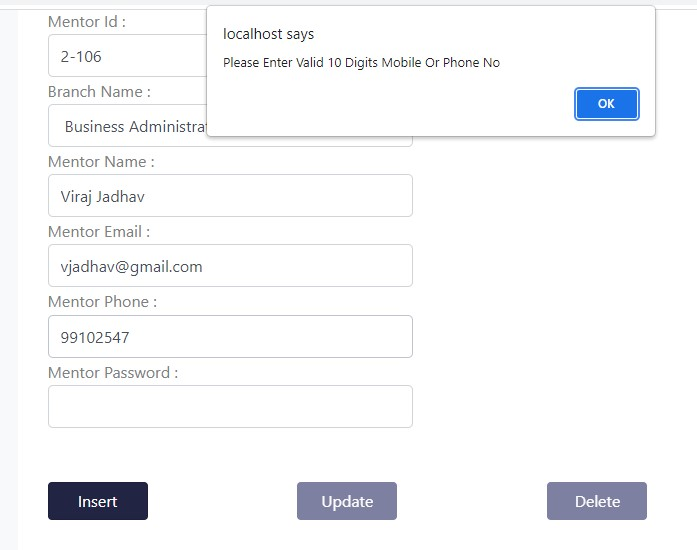 Mentor Id :
localhost says
2-106
Please Enter Valid 10 Digits Mobile Or Phone No
Branch Name :
OK
Business Administrat
Mentor Name :
Viraj Jadhav
Mentor Email :
vjadhav@gmail.com
Mentor Phone :
99102547
Mentor Password :
Insert Update Delete